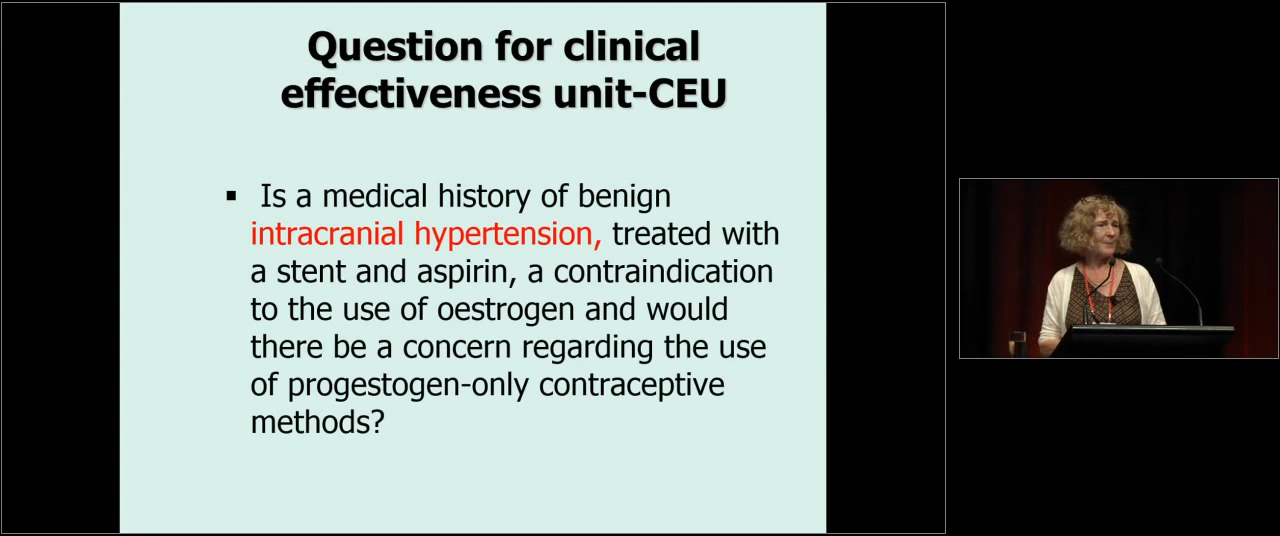 Question for clinical
effectiveness unit-CEU
▪ Is a medical history of benign
intracranial hypertension, treated with
a stent and aspirin, a contraindication
to the use of oestrogen and would
there be a concern regarding the use
of progestogen-only contraceptive
methods?